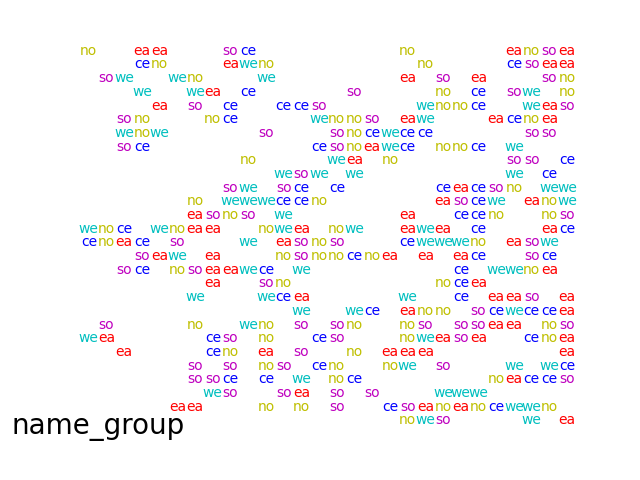 no ea ea so ce no ea no so ea
ce no ea we no no ce so ea ea
so we we no we ea so ea so no
we we ea ce so no ce so we no
ea so ce ce ce so we no no ce we ea so
so no no ce we no no so ea we ea ce no ea
we no we so so no ce we ce ce so so
so ce ce so no ea we ce no no ce we
no we ea no so so ce
we so we we we ce
so we so ce ce ce ea ce so no we we
no we we we ce ce no ea so ce we ea no we
ea so no so we ea ce ce no no so
we no ce we no ea ea no we ea no we ea we ea ce ea ce
ce no ea ce so we ea so no so ce we we we no ea so we
so ea we ea no so no no ce no ea ea ea ce so ce
so ce no so ea ea we ce we ce we we no ea
ea so no no ce ea
we we ce ea we ce ea ea so ea
we we ce ea no no so ce we ce ce ea
so no we no so so no no so so so ea ea no so
we ea ce so no ce so no we ea so ea ce no ea
ea ce no ea so no ea ea ea ea
so so no so ce no no we so we we ce
so so ce ce we no ce no ea ce ce so
we so so ea so so we we we
ea ea no no so ce so ea no ea no ce we we no
no we so we ea
name_group